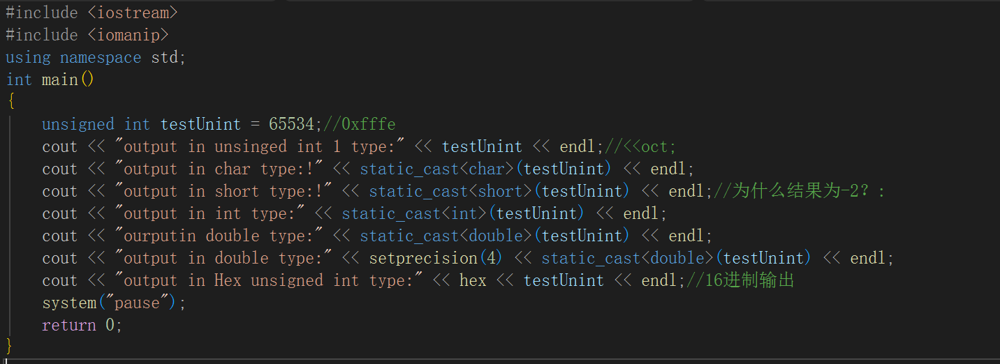 #include <iostream>
#include <iomanip>
using namespace std;
int main()
{
unsigned int testUnint = 65534;//0xfffe
cout << "output in unsinged int 1 type:" << testUnint << endl;//<<oct;
cout << "output in char type:!" << static_cast<char>(testUnint) << endl;
cout << "output in short type:!" << static_cast<short>(testUnint) << endl;//为什么结果为-2？:
cout << "output in int type:" << static_cast<int>(testUnint) << endl;
cout << "ourputin double type:" << static_cast<double>(testUnint) << endl;
cout << "output in double type:" << setprecision(4) << static_cast<double>(testUnint) << endl;
cout << "output in Hex unsigned int type:" << hex << testUnint << endl;//16进制输出
system("pause");
return 0;
}